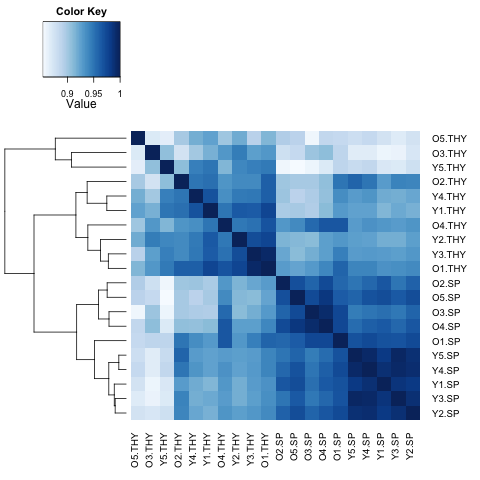 Color Key
0.9 0.95 1
Value
O5.THY
O3.THY
Y5.THY
O2.THY
Y4.THY
Y1.THY
O4.THY
Y2.THY
Y3.THY
O1.THY
O2.SP
O5.SP
O3.SP
O4.SP
O1.SP
Y5.SP
Y4.SP
Y1.SP
Y3.SP
Y2.SP
O5.THY
O3.THY
Y5.THY
O2.THY
Y4.THY
Y1.THY
O4.THY
Y2.THY
Y3.THY
O1.THY
O2.SP
O5.SP
O3.SP
O4.SP
O1.SP
Y5.SP
Y4.SP
Y1.SP
Y3.SP
Y2.SP